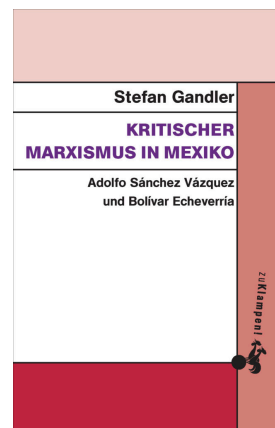 Stefan Gandler
KRITISCHER
MARXISMUS IN MEXIKO
Adolfo Sánchez Vázquez
und Bolívar Echeverría
zuKlampen!